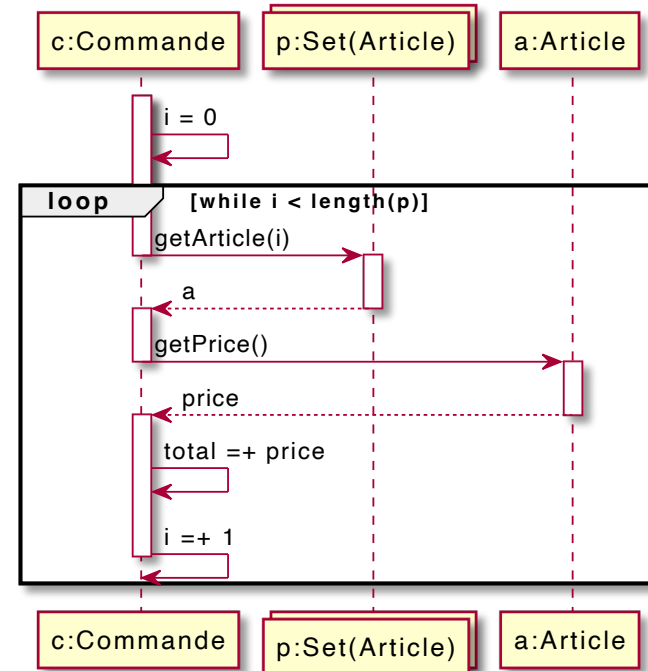 c:Commande
p:Set(Article)
a:Article
i = 0
loop
[while i < length(p)]
getArticle(i)
a
getPrice()
price
total =+ price
i =+ 1
c:Commande
p:Set(Article)
a:Article